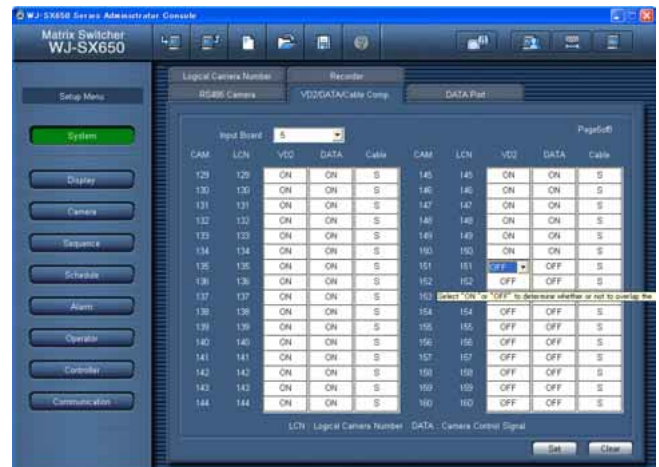 WJ-SX650 Series Administrator Console
Matrix Switcher
WJ-SX650
Setup Menu
System
Display
Camera
Sequence
Schedule
Alarm
Operator
Controller
Communication
Logical Camera Number Recorder
RS485 Camera VD2/DATA/Cable Comp. DATA Port
Input Board 5 Page5of8
CAM LCN VD2 DATA Cable CAM LCN VD2 DATA Cable
129 129 ON ON S 145 145 ON ON S
130 130 ON ON S 146 146 ON ON S
131 131 ON ON S 147 147 ON ON S
132 132 ON ON S 148 148 ON ON S
133 133 ON ON S 149 149 ON ON S
134 134 ON ON S 150 150 ON ON S
135 135 ON ON S 151 151 OFF OFF S
136 136 ON ON S 152 152 OFF OFF S
137 137 ON ON S 153 Select "ON" or "OFF" to determine whether or not to overlap the
138 138 ON ON S 154 154 OFF OFF S
139 139 ON ON S 155 155 OFF OFF S
140 140 ON ON S 156 156 OFF OFF S
141 141 ON ON S 157 157 OFF OFF S
142 142 ON ON S 158 158 OFF OFF S
143 143 ON ON S 159 159 OFF OFF S
144 144 ON ON S 160 160 OFF OFF S
LCN : Logical Camera Number DATA : Camera Control Signal
Set Clear